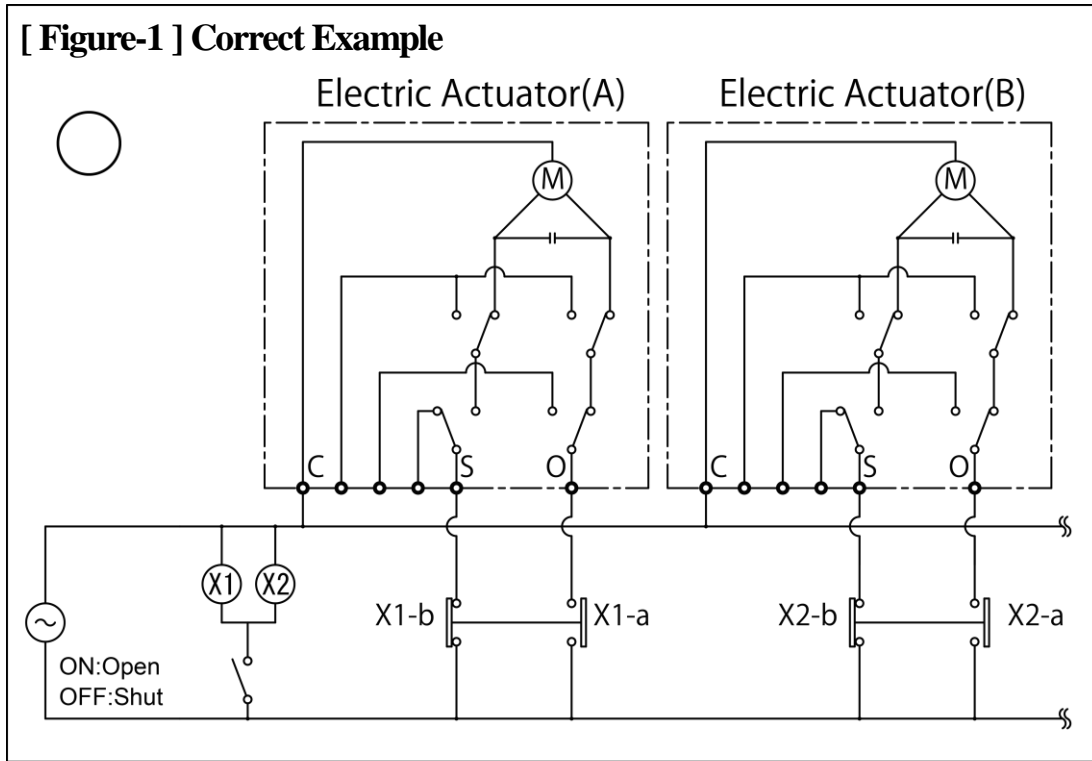 [ Figure-1 ] Correct Example
Electric Actuator(A)
Electric Actuator(B)
M
M
C
S
O
C
S
O
X1
X2
X1-b
X1-a
X2-b
X2-a
ON:Open
OFF:Shut